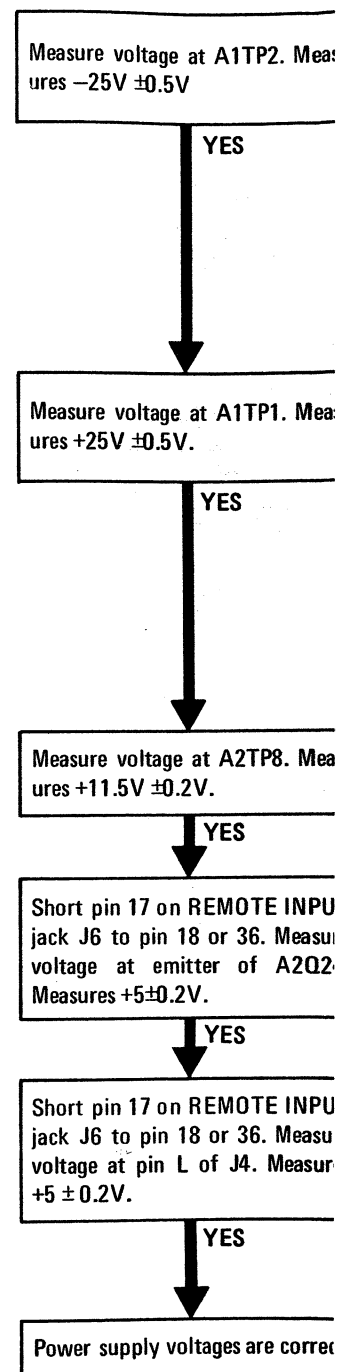 Measure voltage at A1TP2. Meas
ures −25V ±0.5V
YES
Measure voltage at A1TP1. Meas
ures +25V ±0.5V.
YES
Measure voltage at A2TP8. Mea
ures +11.5V ±0.2V.
YES
Short pin 17 on REMOTE INPU
jack J6 to pin 18 or 36. Measu
voltage at emitter of A2Q2
Measures +5±0.2V.
YES
Short pin 17 on REMOTE INPU
jack J6 to pin 18 or 36. Measu
voltage at pin L of J4. Measur
+5 ± 0.2V.
YES
Power supply voltages are correc